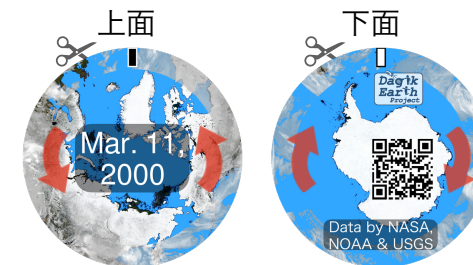 上面
下面
Mar. 11,
2000
Dagik
Earth
Project
Data by NASA,
NOAA & USGS